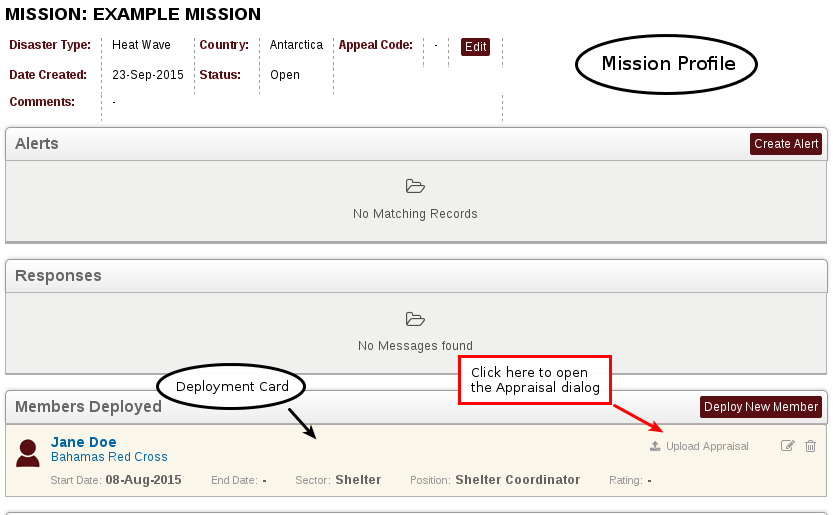 MISSION: EXAMPLE MISSION
Disaster Type: Heat Wave Country: Antarctica Appeal Code: - Edit
Mission Profile
Date Created: 23-Sep-2015 Status: Open
Comments: -
Alerts Create Alert
No Matching Records
Responses
No Messages found
Click here to open
the Appraisal dialog
Deployment Card
Members Deployed Deploy New Member
Jane Doe
Upload Appraisal
Bahamas Red Cross
Start Date: 08-Aug-2015 End Date: - Sector: Shelter Position: Shelter Coordinator Rating: -